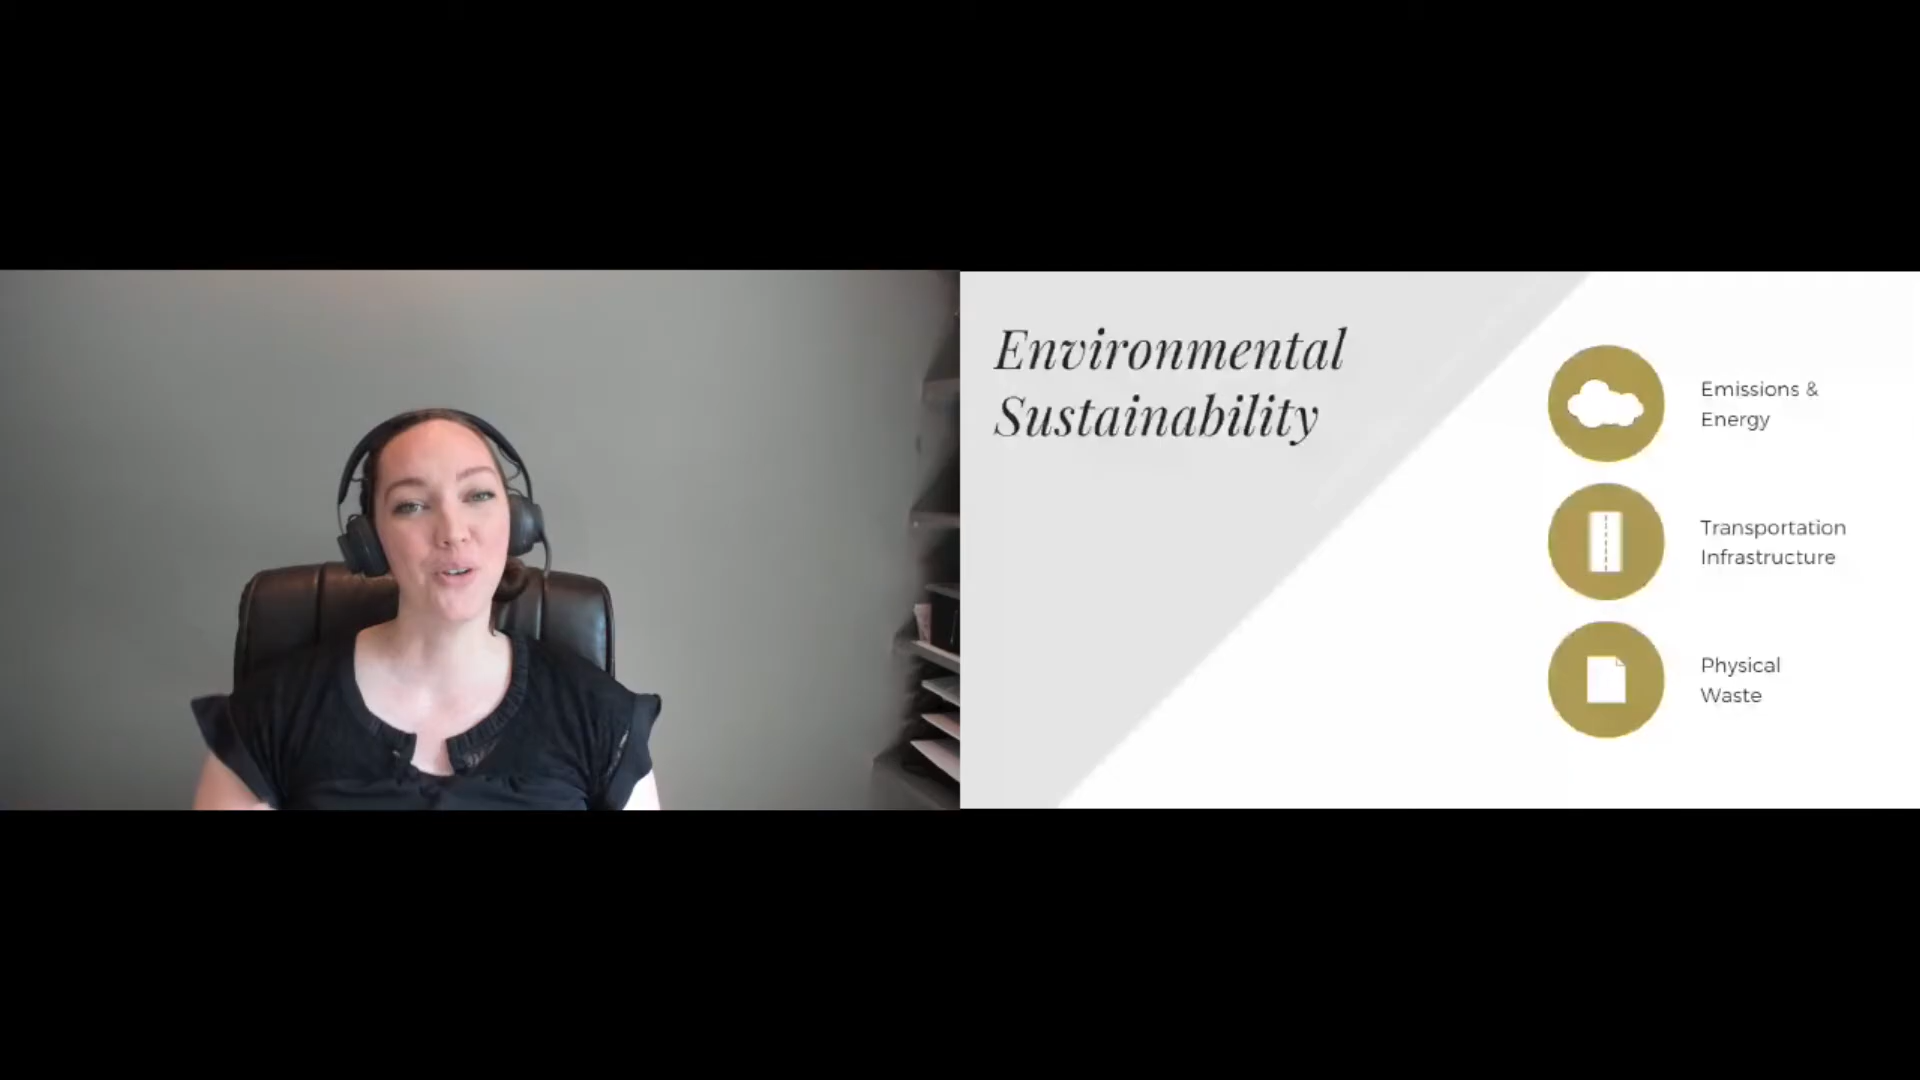 Environmental
Sustainability
Emissions &
Energy
Transportation
Infrastructure
Physical
Waste